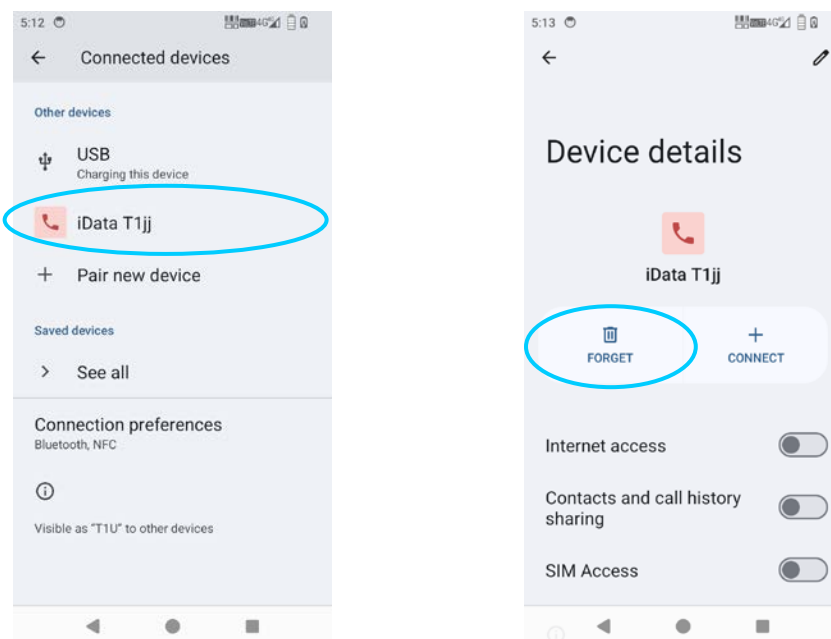 5:12
4G
Connected devices
Other devices
USB
Charging this device
iData T1jj
Pair new device
Saved devices
See all
Connection preferences
Bluetooth, NFC
Visible as "T1U" to other devices
5:13
4G
Device details
iData T1jj
FORGET
CONNECT
Internet access
Contacts and call history
sharing
SIM Access